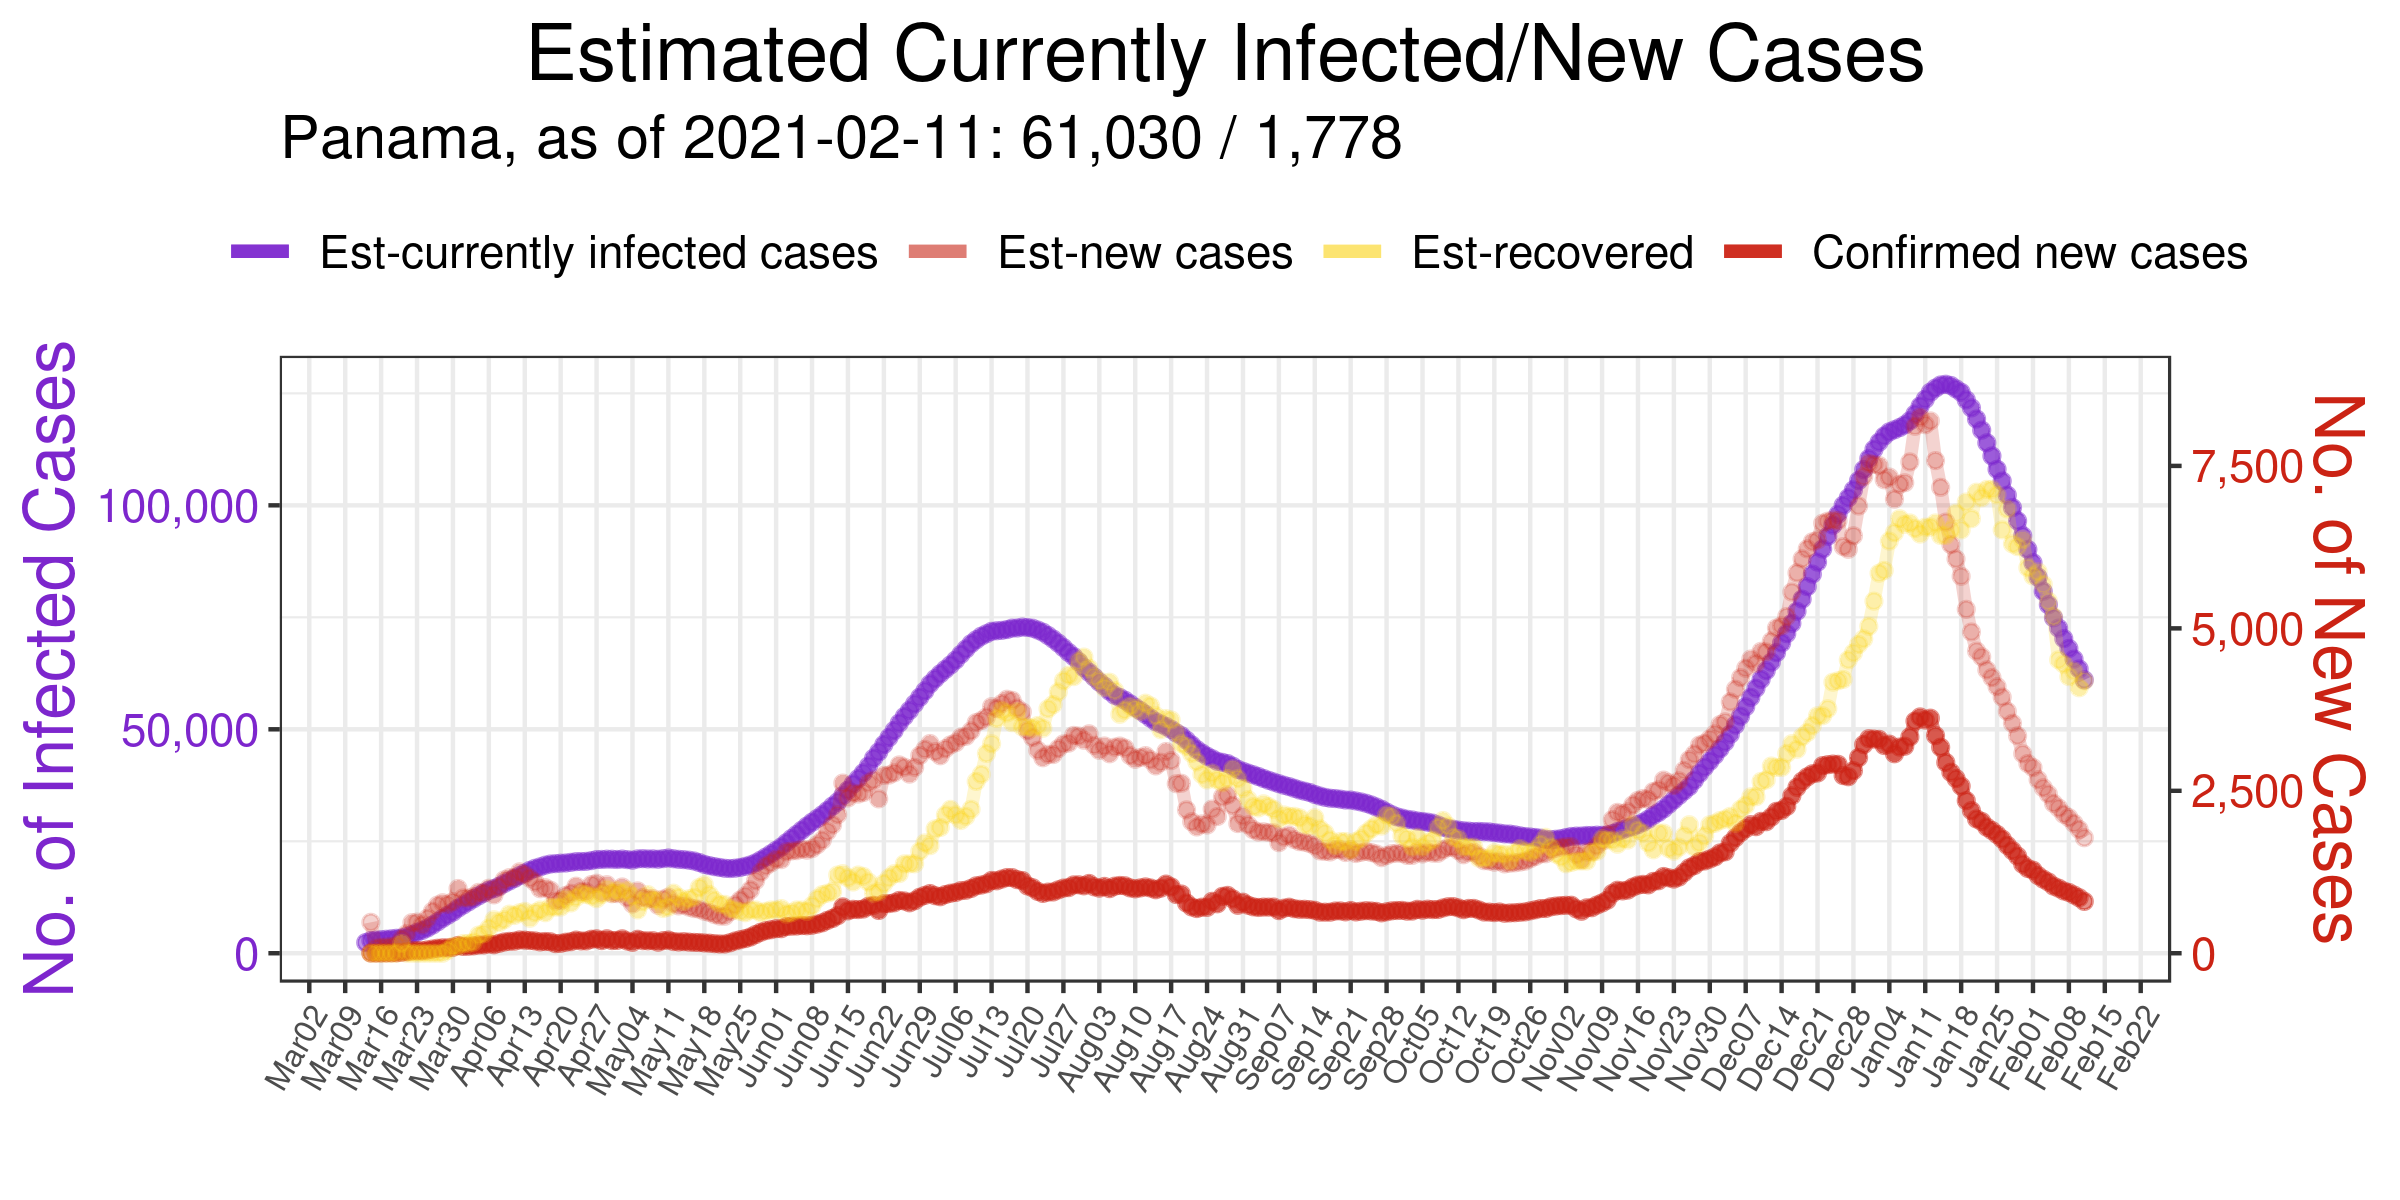 Estimated Currently Infected/New Cases
Panama, as of 2021-02-11: 61,030 / 1,778
Est-currently infected cases Est-new cases Est-recovered Confirmed new cases
No. of Infected Cases
100,000
50,000
0
No. of New Cases
7,500
5,000
2,500
0
Mar02 Mar09 Mar16 Mar23 Mar30 Apr06 Apr13 Apr20 Apr27 May04 May11 May18 May25 Jun01 Jun08 Jun15 Jun22 Jun29 Jul06 Jul13 Jul20 Jul27 Aug03 Aug10 Aug17 Aug24 Aug31 Sep07 Sep14 Sep21 Sep28 Oct05 Oct12 Oct19 Oct26 Nov02 Nov09 Nov16 Nov23 Nov30 Dec07 Dec14 Dec21 Dec28 Jan04 Jan11 Jan18 Jan25 Feb01 Feb08 Feb15 Feb22